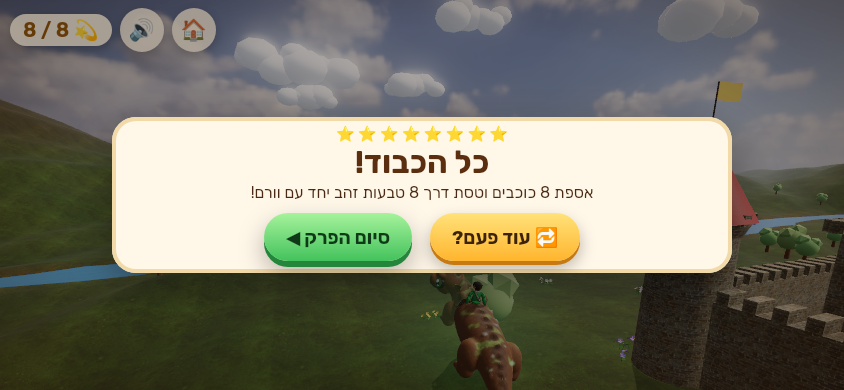 8 / 8
כל הכבוד!
אספת 8 כוכבים וטסת דרך 8 טבעות זהב יחד עם וורם!
עוד פעם?
סיום הפרק ◀